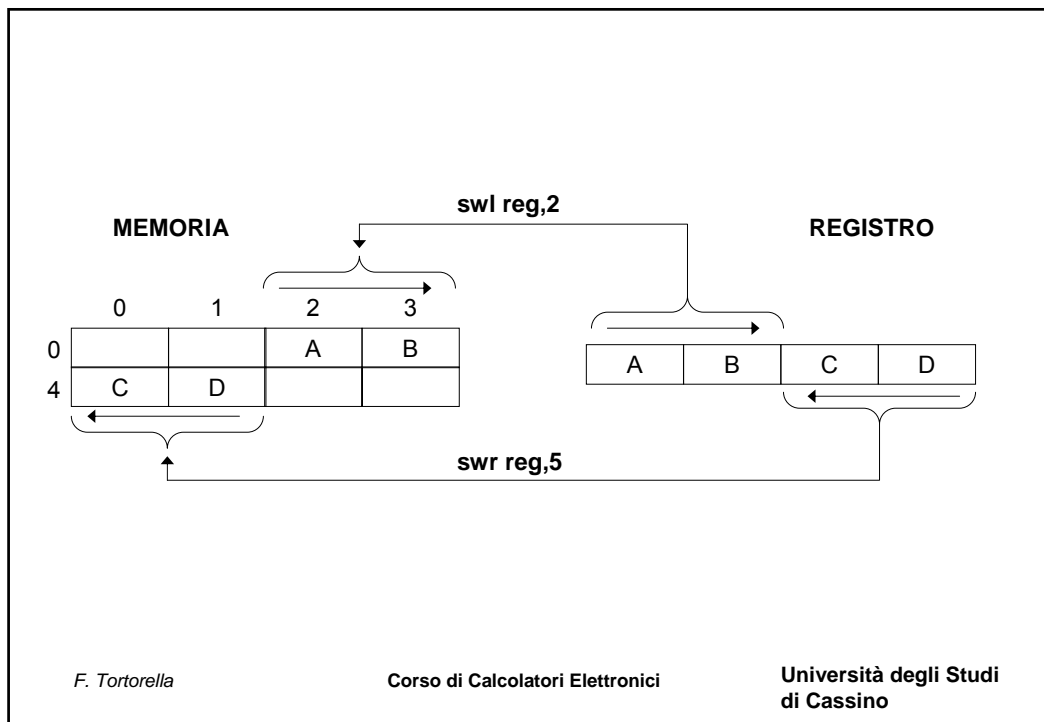 swl reg,2
MEMORIA REGISTRO
0 1 2 3
0 A B
A B C D
4 C D
swr reg,5
F. Tortorella Corso di Calcolatori Elettronici Università degli Studi
di Cassino